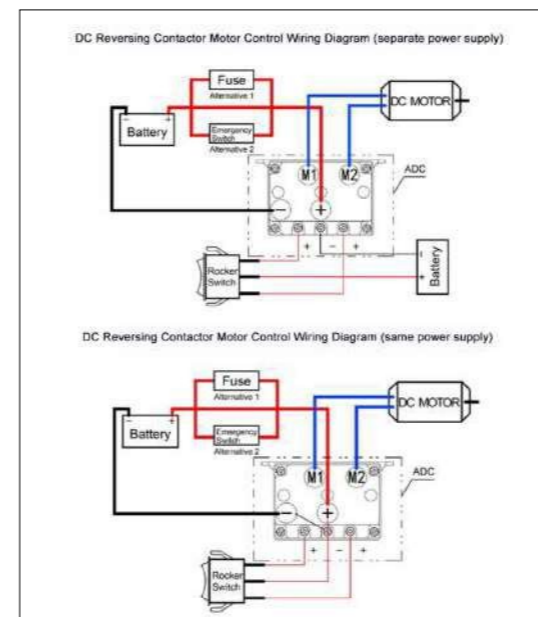 DC Reversing Contactor Motor Control Wiring Diagram (separate power supply)
Fuse
Alternative 1
Battery
- +
Emergency
Switch
Alternative 2
DC MOTOR
M1 M2
ADC
- +
+ - +
Rocker
Switch
Battery
- +
DC Reversing Contactor Motor Control Wiring Diagram (same power supply)
Fuse
Alternative 1
Battery
- +
Emergency
Switch
Alternative 2
DC MOTOR
M1 M2
ADC
- +
+ - +
Rocker
Switch